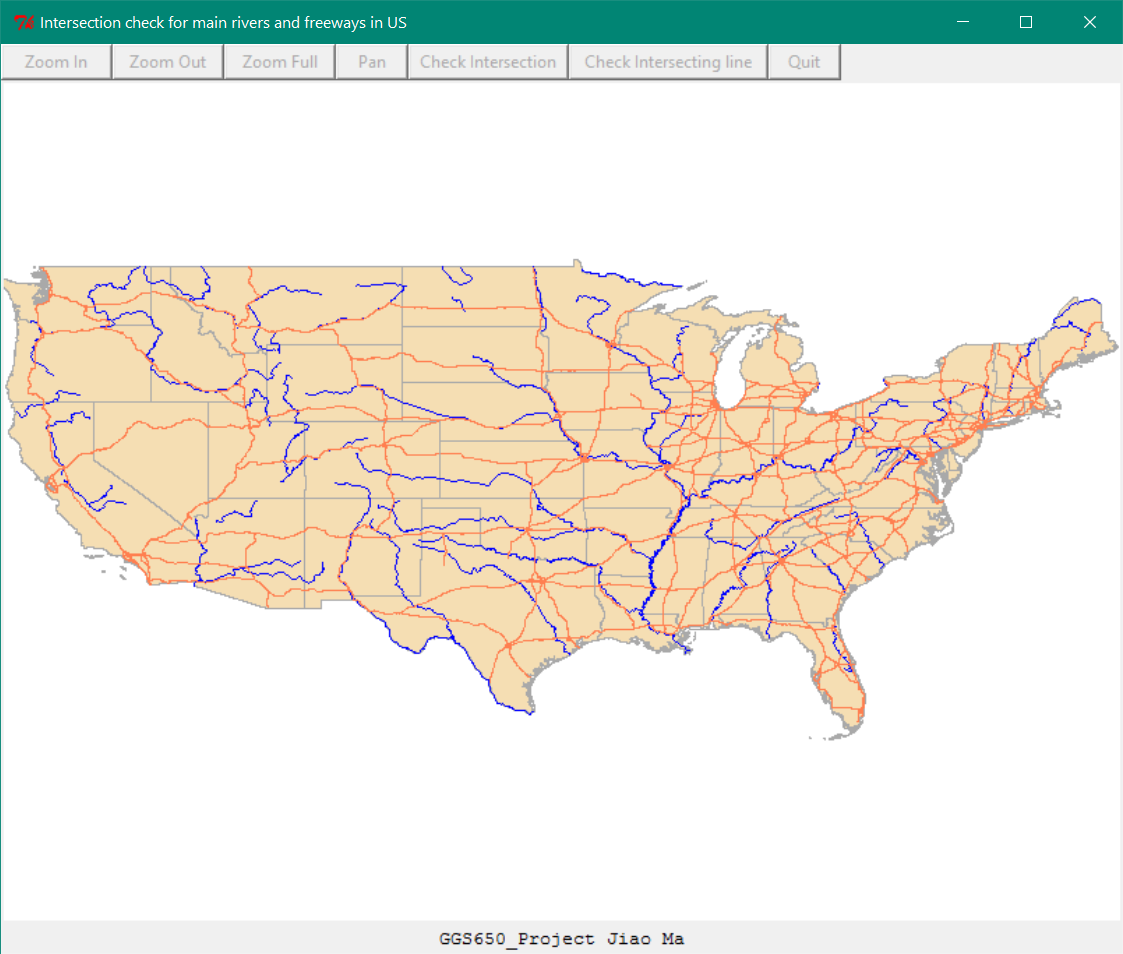 Intersection check for main rivers and freeways in US
Zoom In Zoom Out Zoom Full Pan Check Intersection Check Intersecting line Quit
GGS650_Project Jiao Ma